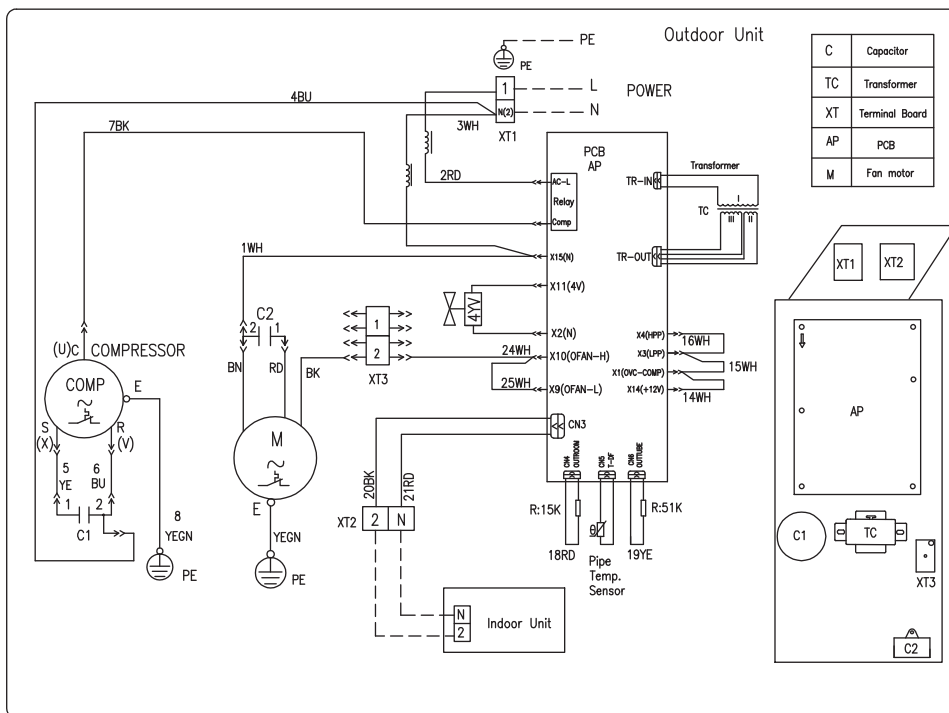 Outdoor Unit
PE
PE
L
N
POWER
1
N(2)
XT1
4BU
3WH
7BK
2RD
1WH
C Capacitor
TC Transformer
XT Terminal Board
AP PCB
M Fan motor
PCB
AP
AC-L
Relay
Comp
X15(N)
X11(4V)
X2(N)
X10(OFAN-H)
X9(OFAN-L)
CN3
TR-IN
TR-OUT
Transformer
TC
I
III
II
X4(HPP)
X3(LPP)
X1(OVC-COMP)
X14(+12V)
16WH
15WH
14WH
4YV
24WH
25WH
1
2
XT3
C2
2
1
BN
RD
BK
M
E
YEGN
PE
(U)C
COMPRESSOR
COMP
E
S
(X)
R
(V)
5
YE
6
BU
1
2
C1
8
YEGN
PE
20BK
21RD
XT2
2
N
N
2
Indoor Unit
CN4
OUTROON
CN5
T-DF
CN6
OUTTUBE
R:15K
18RD
θ
Pipe
Temp.
Sensor
R:51K
19YE
XT1
XT2
AP
C1
TC
XT3
C2